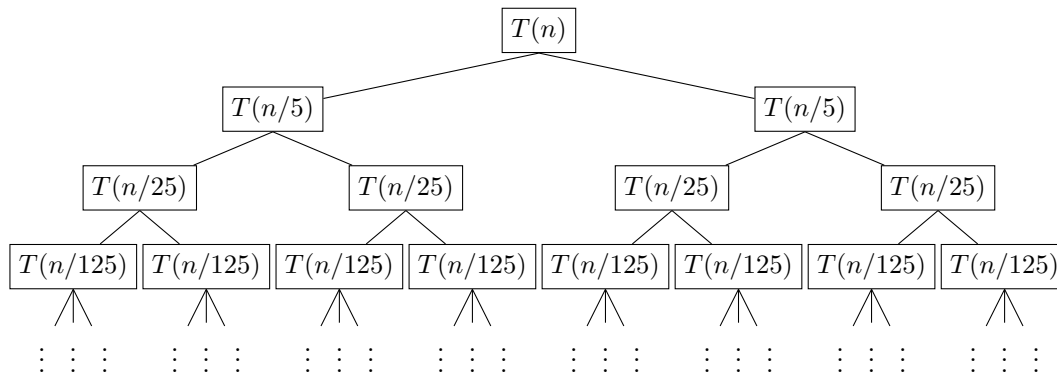 T(n)
T(n/5) T(n/5)
T(n/25) T(n/25) T(n/25) T(n/25)
T(n/125) T(n/125) T(n/125) T(n/125) T(n/125) T(n/125) T(n/125) T(n/125)
⋮ ⋮ ⋮ ⋮ ⋮ ⋮ ⋮ ⋮ ⋮ ⋮ ⋮ ⋮ ⋮ ⋮ ⋮ ⋮ ⋮ ⋮ ⋮ ⋮ ⋮ ⋮ ⋮ ⋮